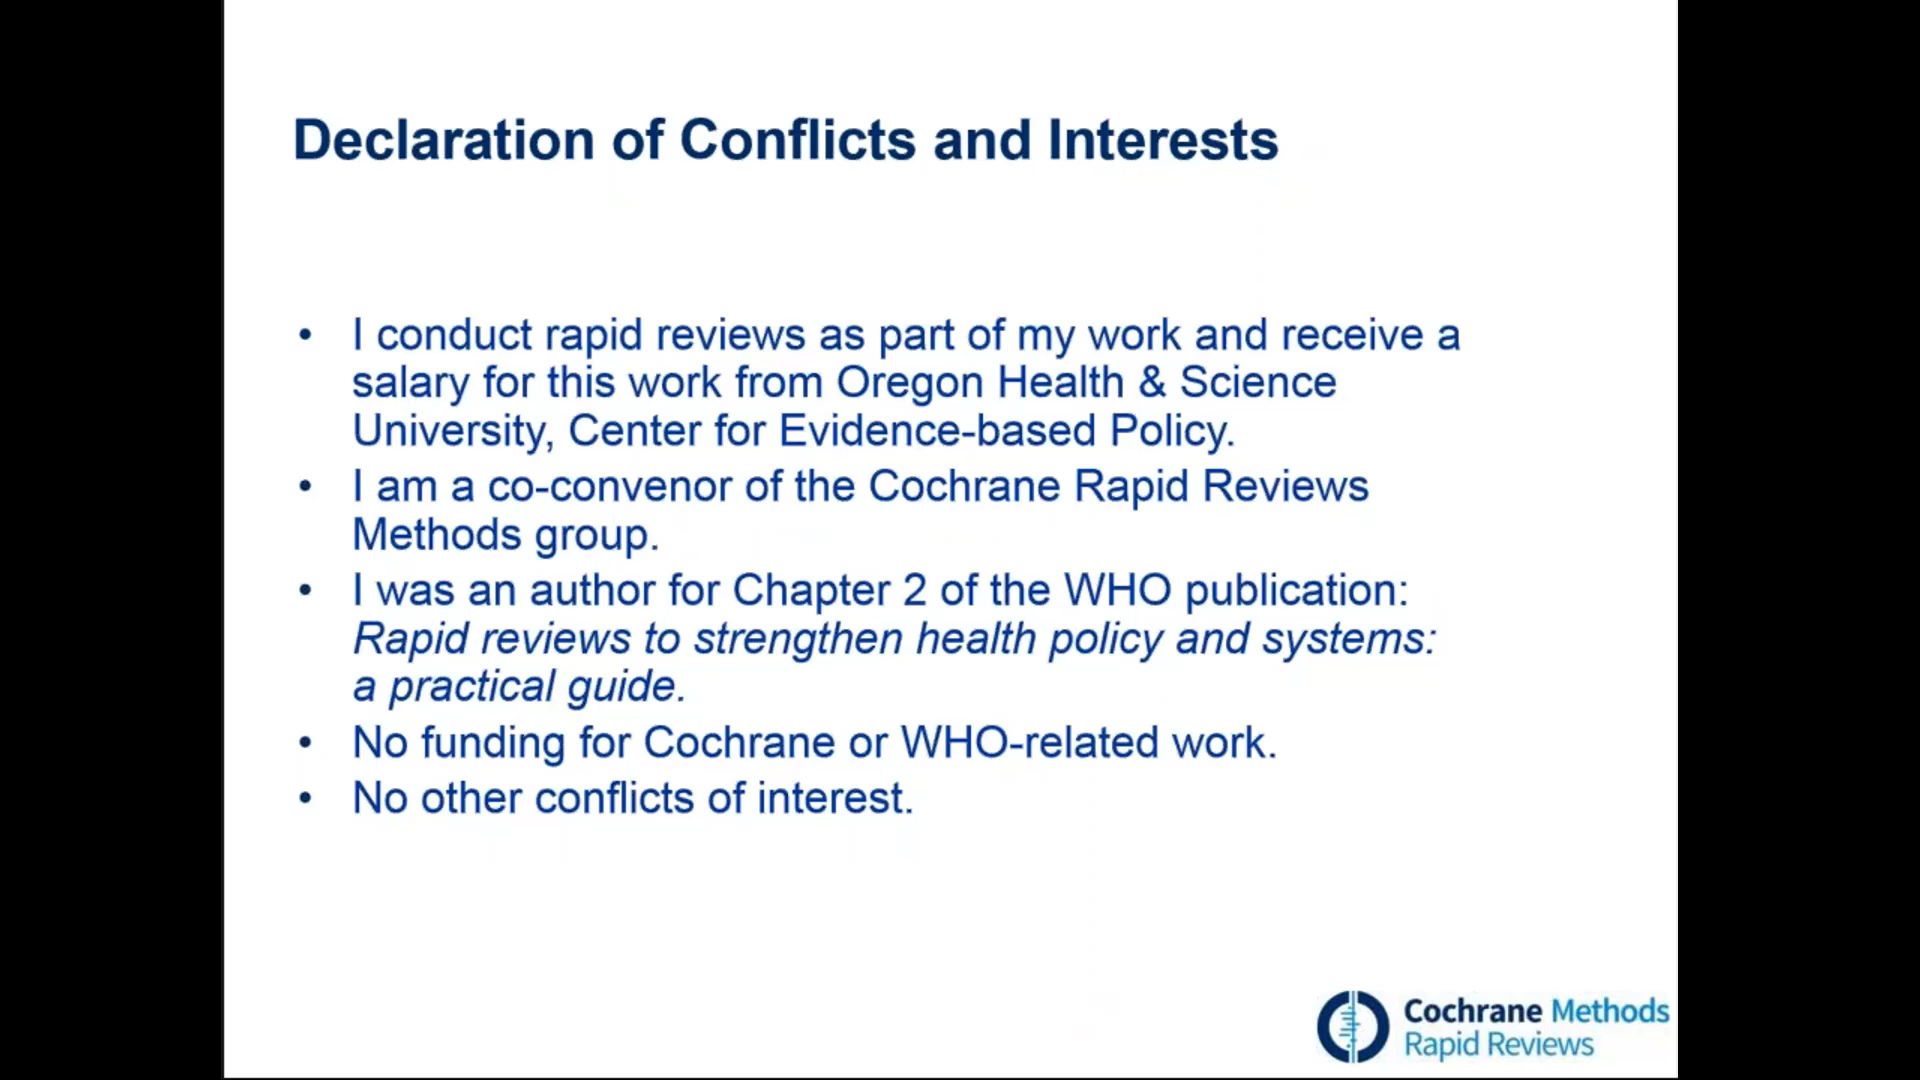 Declaration of Conflicts and Interests
• I conduct rapid reviews as part of my work and receive a
salary for this work from Oregon Health & Science
University, Center for Evidence-based Policy.
• I am a co-convenor of the Cochrane Rapid Reviews
Methods group.
• I was an author for Chapter 2 of the WHO publication:
Rapid reviews to strengthen health policy and systems:
a practical guide.
• No funding for Cochrane or WHO-related work.
• No other conflicts of interest.
Cochrane Methods
Rapid Reviews